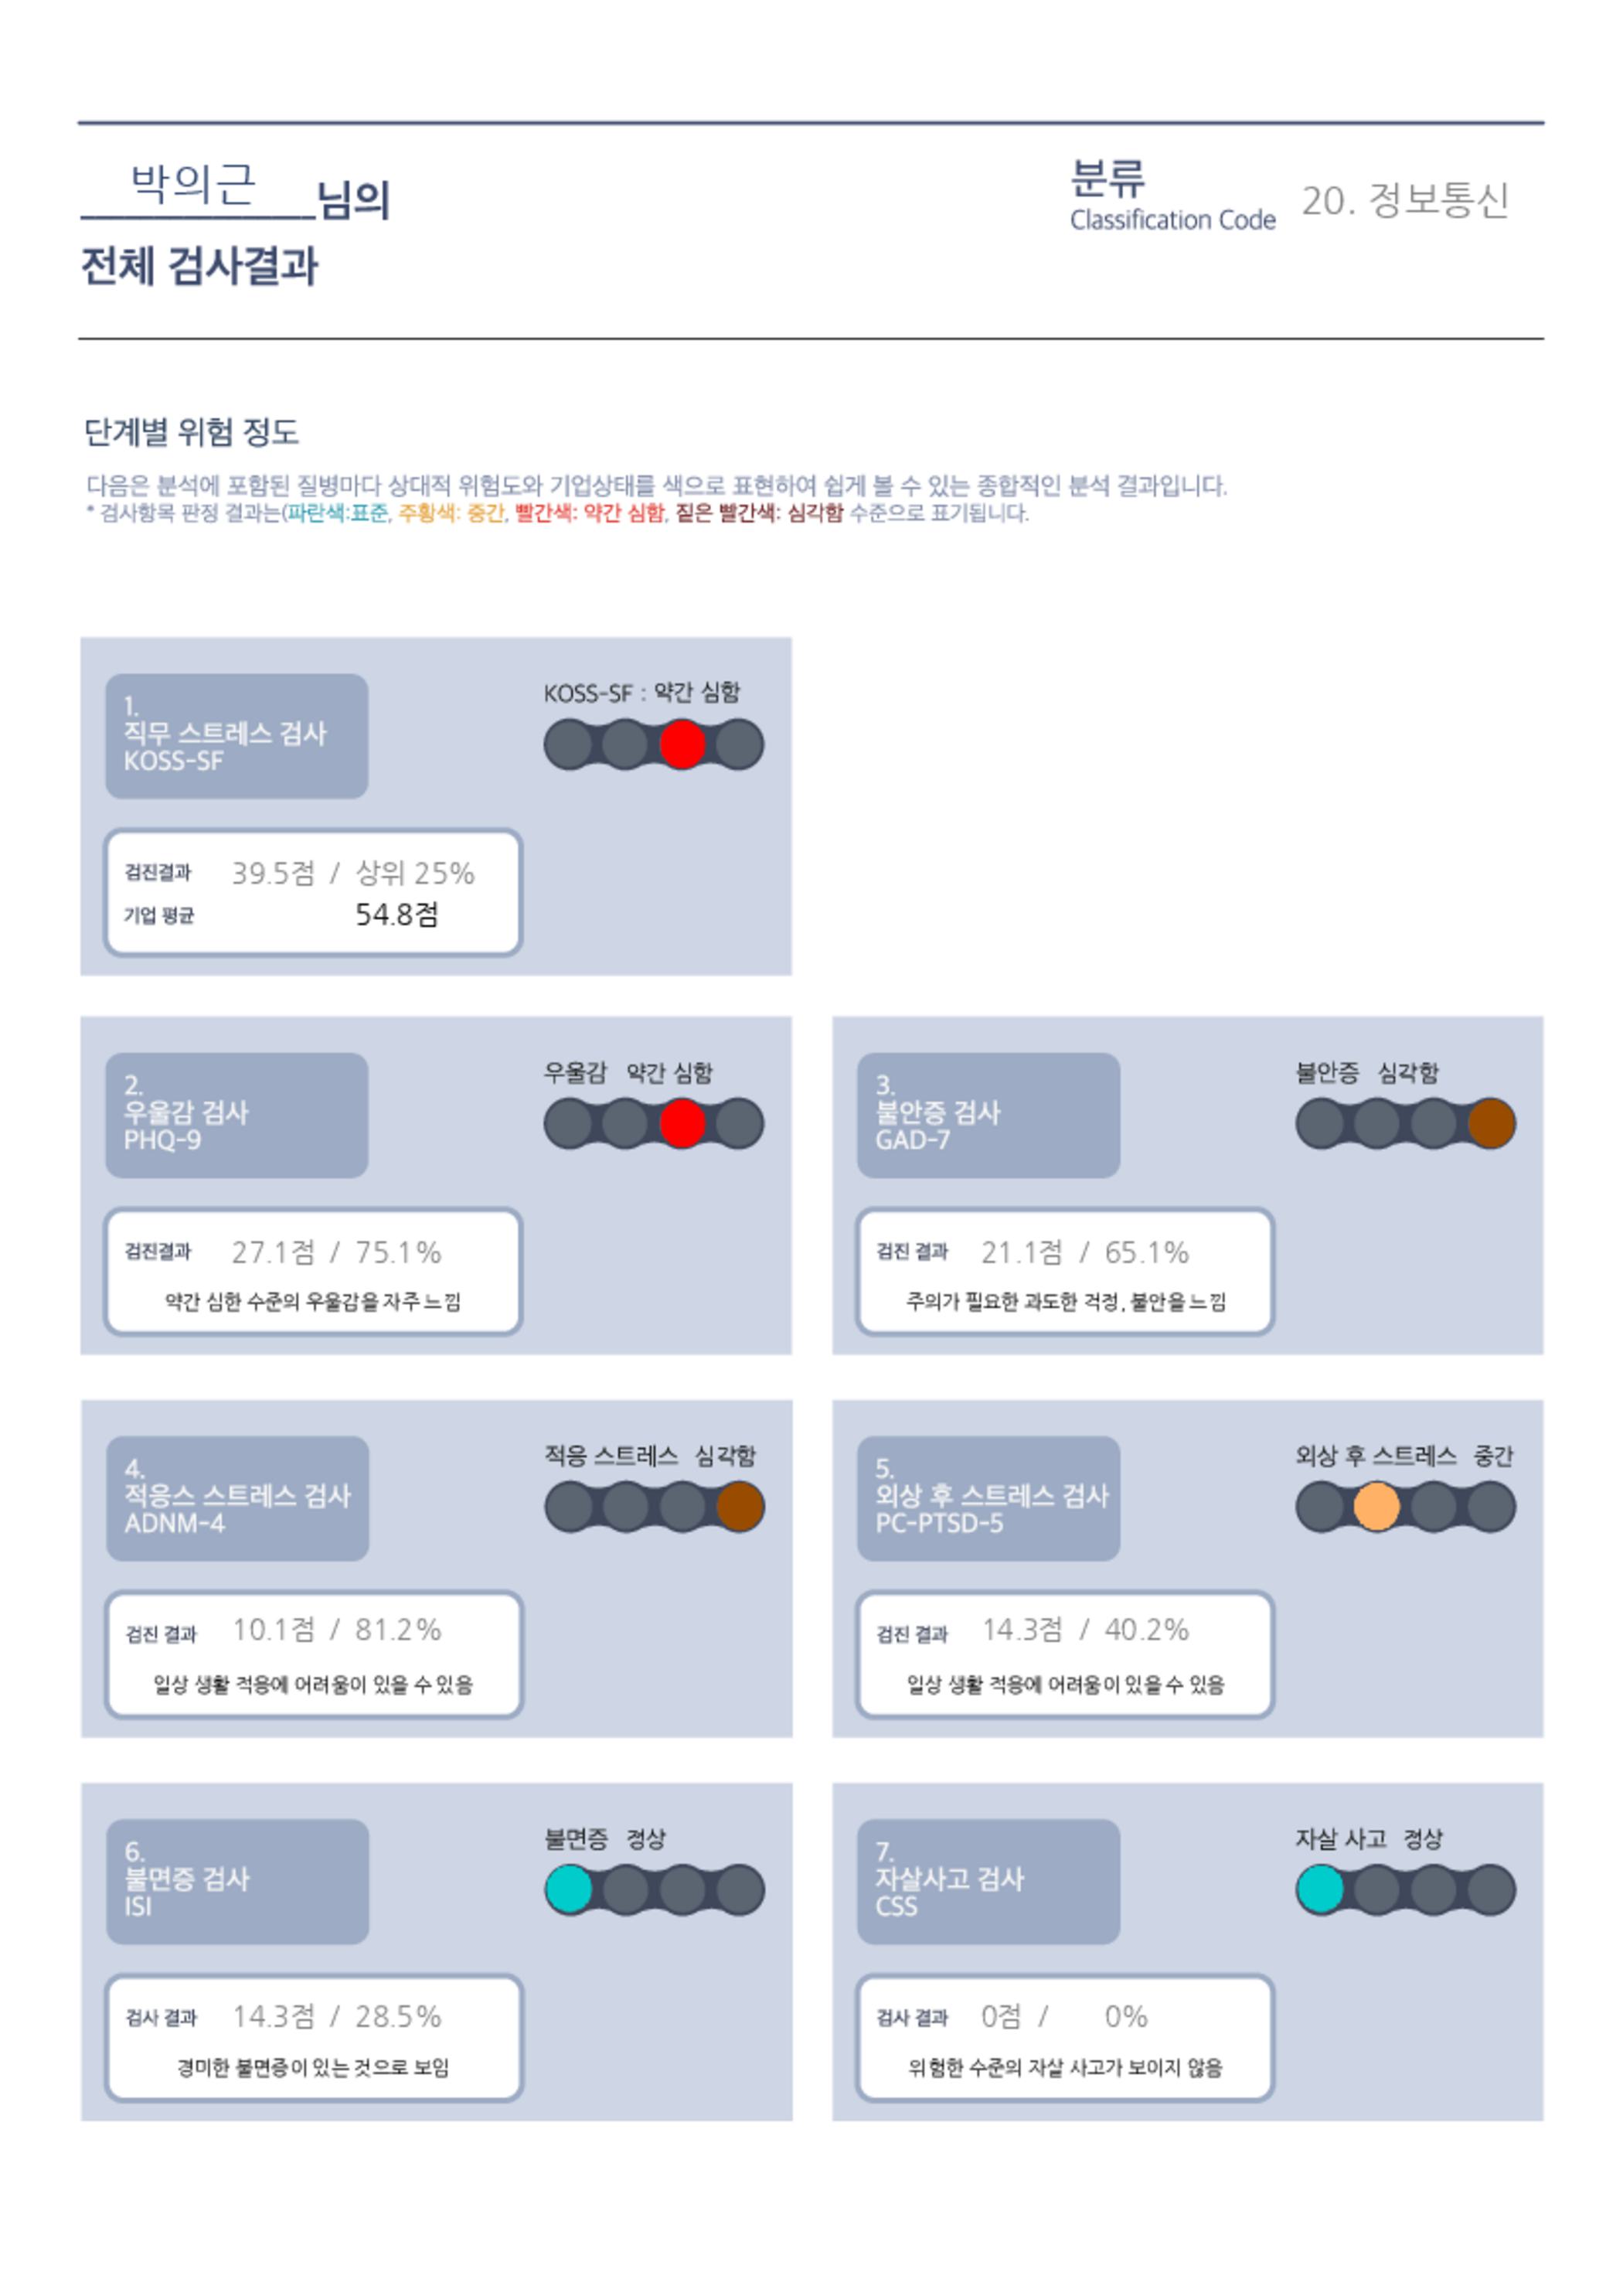 박의근 님의
전체 검사결과
분류
Classification Code
20. 정보통신
단계별 위험 정도
다음은 분석에 포함된 질병마다 상대적 위험도와 기업상태를 색으로 표현하여 쉽게 볼 수 있는 종합적인 분석 결과입니다.
* 검사항목 판정 결과는(파란색:표준, 주황색: 중간, 빨간색: 약간 심함, 짙은 빨간색: 심각함 수준으로 표기됩니다.
1.
직무 스트레스 검사
KOSS-SF
KOSS-SF : 약간 심함
검진결과 39.5점 / 상위 25%
기업 평균 54.8점
2.
우울감 검사
PHQ-9
우울감 약간 심함
검진결과 27.1점 / 75.1%
약간 심한 수준의 우울감을 자주 느낌
3.
불안증 검사
GAD-7
불안증 심각함
검진 결과 21.1점 / 65.1%
주의가 필요한 과도한 걱정, 불안을 느낌
4.
적응스 스트레스 검사
ADNM-4
적응 스트레스 심각함
검진 결과 10.1점 / 81.2%
일상 생활 적응에 어려움이 있을 수 있음
5.
외상 후 스트레스 검사
PC-PTSD-5
외상 후 스트레스 중간
검진 결과 14.3점 / 40.2%
일상 생활 적응에 어려움이 있을 수 있음
6.
불면증 검사
ISI
불면증 정상
검사 결과 14.3점 / 28.5%
경미한 불면증이 있는 것으로 보임
7.
자살사고 검사
CSS
자살 사고 정상
검사 결과 0점 / 0%
위험한 수준의 자살 사고가 보이지 않음